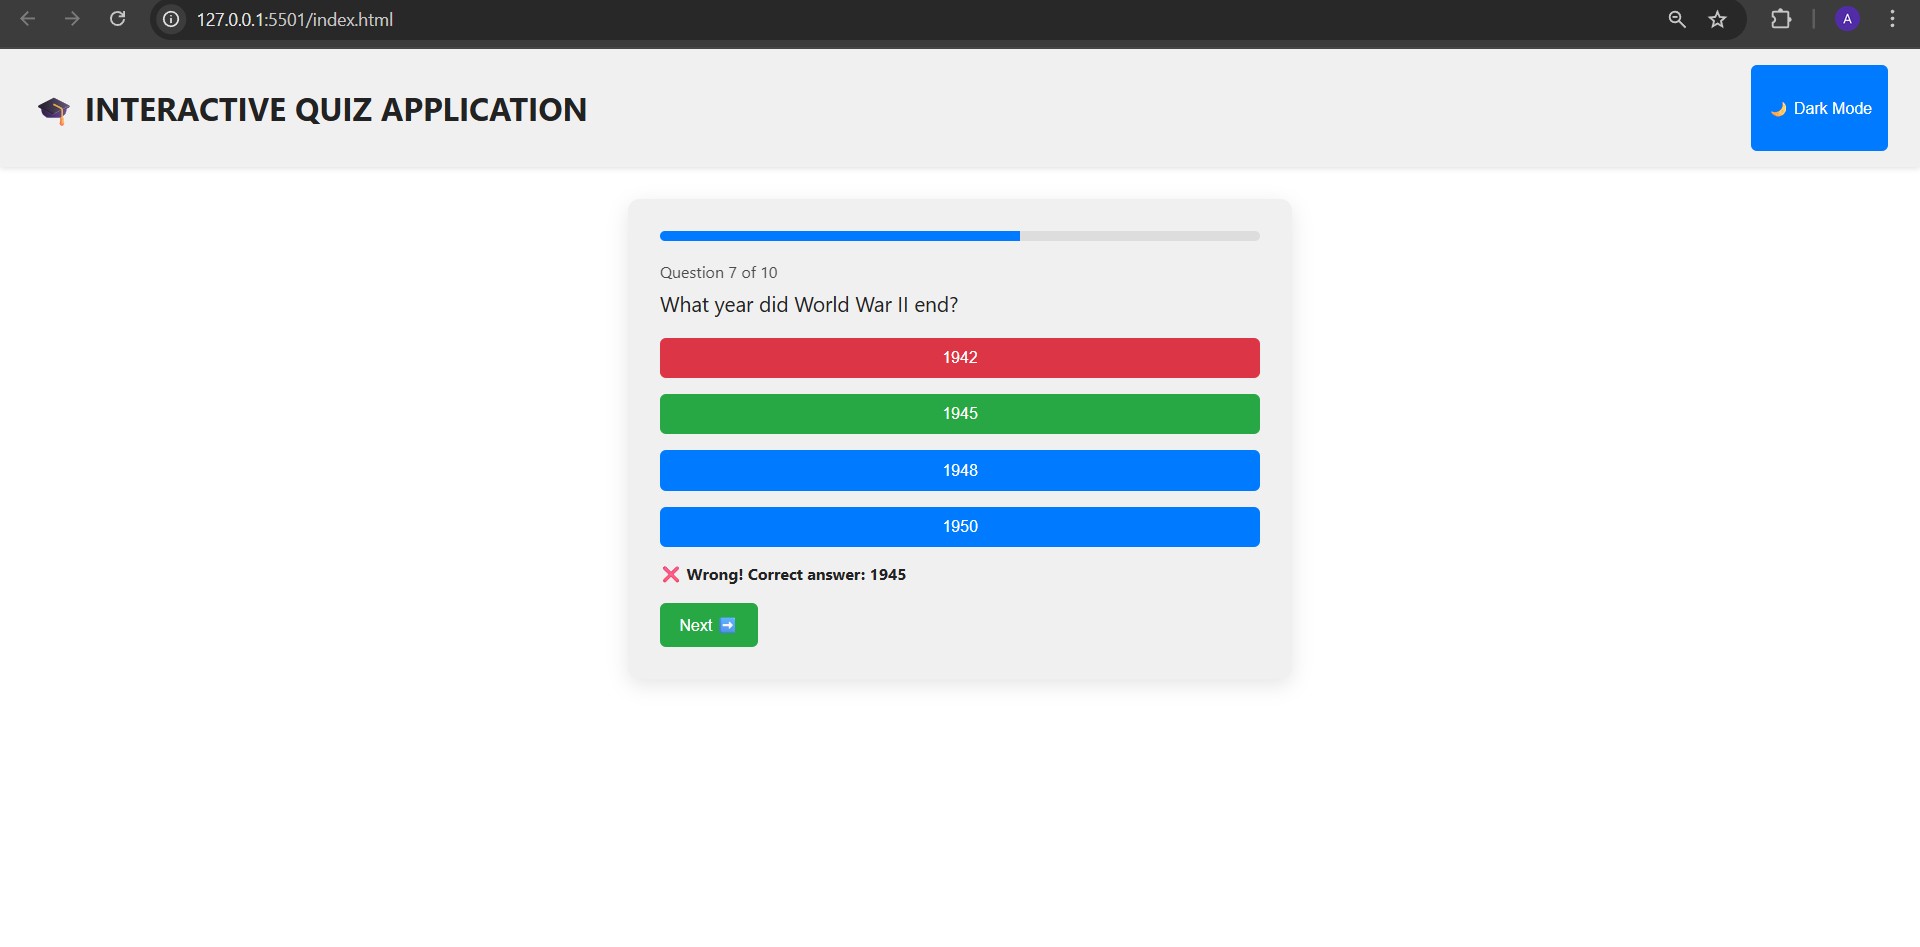 127.0.0.1:5501/index.html
A
🎓 INTERACTIVE QUIZ APPLICATION
🌙 Dark Mode
Question 7 of 10
What year did World War II end?
1942
1945
1948
1950
❌ Wrong! Correct answer: 1945
Next ➡️